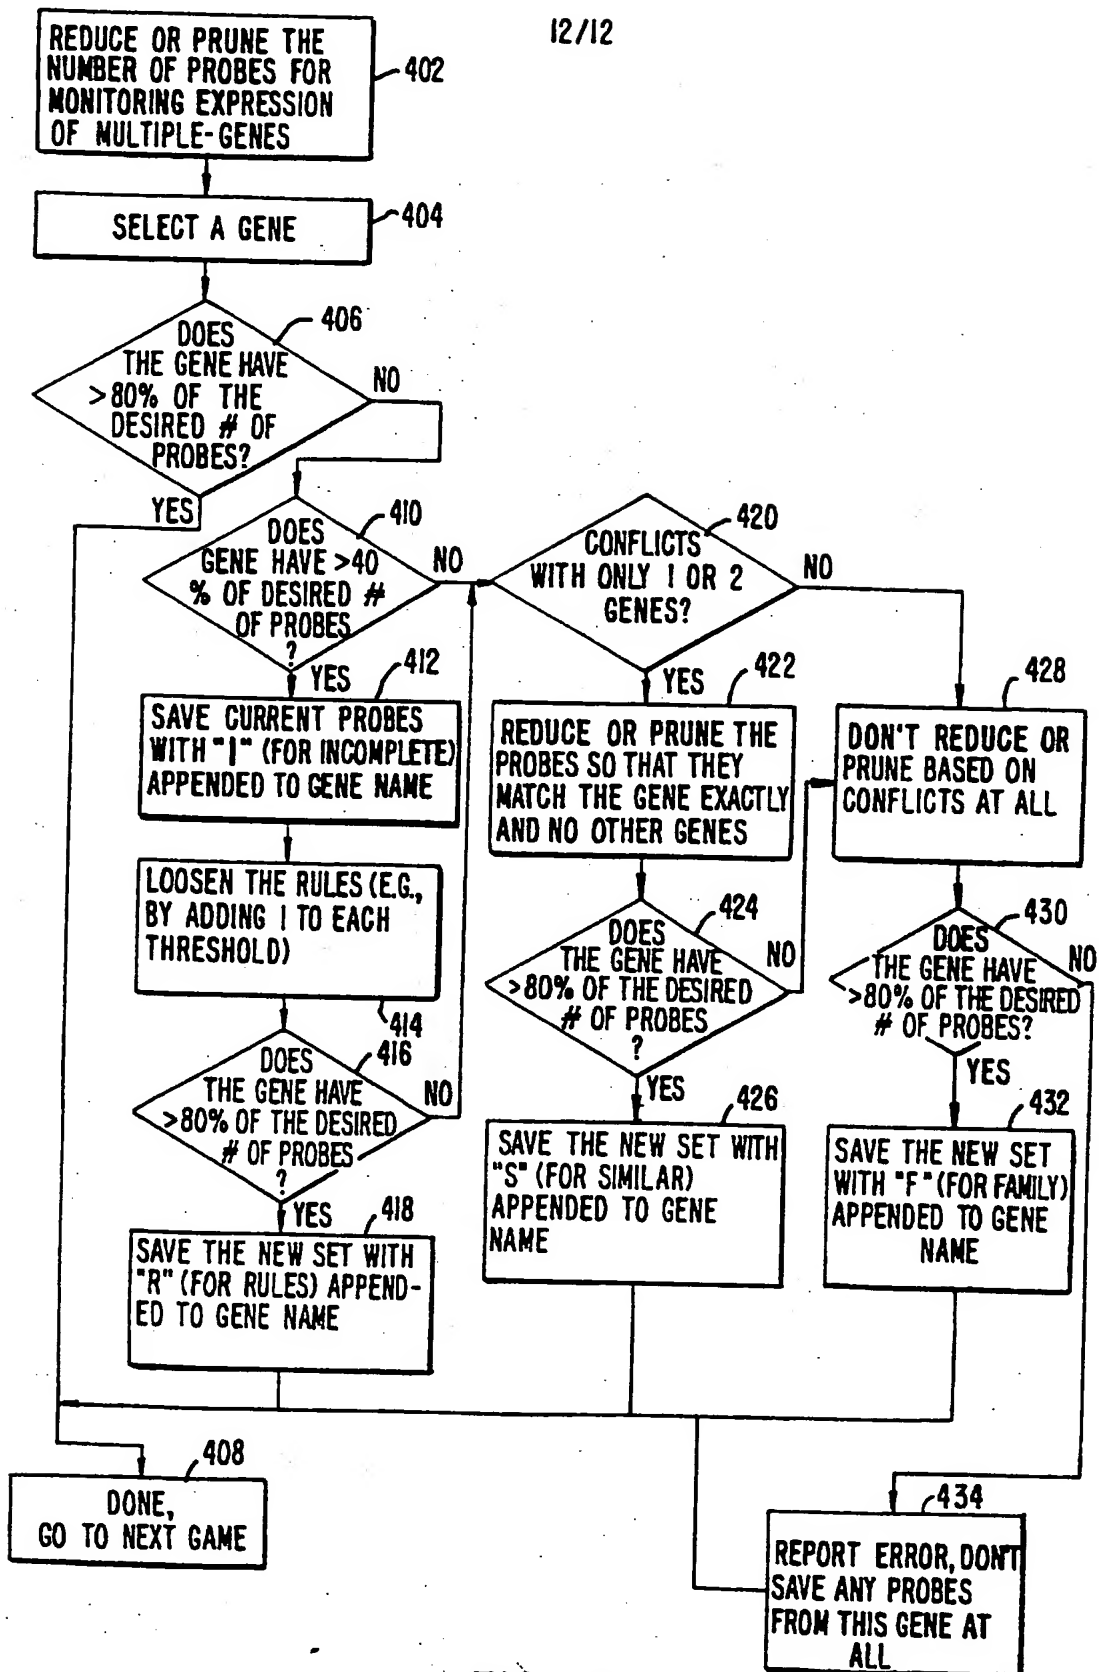 12/12
REDUCE OR PRUNE THE
NUMBER OF PROBES FOR
MONITORING EXPRESSION
OF MULTIPLE-GENES
402
SELECT A GENE
404
406
DOES
THE GENE HAVE
>80% OF THE
DESIRED # OF
PROBES?
NO
YES
410
DOES
GENE HAVE >40
% OF DESIRED #
OF PROBES
?
NO
YES
412
SAVE CURRENT PROBES
WITH "I" (FOR INCOMPLETE)
APPENDED TO GENE NAME
LOOSEN THE RULES (E.G.,
BY ADDING 1 TO EACH
THRESHOLD)
414
416
DOES
THE GENE HAVE
>80% OF THE DESIRED
# OF PROBES
?
NO
YES
418
SAVE THE NEW SET WITH
"R" (FOR RULES) APPEND-
ED TO GENE NAME
420
CONFLICTS
WITH ONLY 1 OR 2
GENES?
NO
YES
422
REDUCE OR PRUNE THE
PROBES SO THAT THEY
MATCH THE GENE EXACTLY
AND NO OTHER GENES
424
DOES
THE GENE HAVE
>80% OF THE DESIRED
# OF PROBES
?
NO
YES
426
SAVE THE NEW SET WITH
"S" (FOR SIMILAR)
APPENDED TO GENE
NAME
428
DON'T REDUCE OR
PRUNE BASED ON
CONFLICTS AT ALL
430
DOES
THE GENE HAVE
>80% OF THE DESIRED
# OF PROBES?
NO
YES
432
SAVE THE NEW SET
WITH "F" (FOR FAMILY)
APPENDED TO GENE
NAME
408
DONE,
GO TO NEXT GAME
434
REPORT ERROR, DON'T
SAVE ANY PROBES
FROM THIS GENE AT
ALL